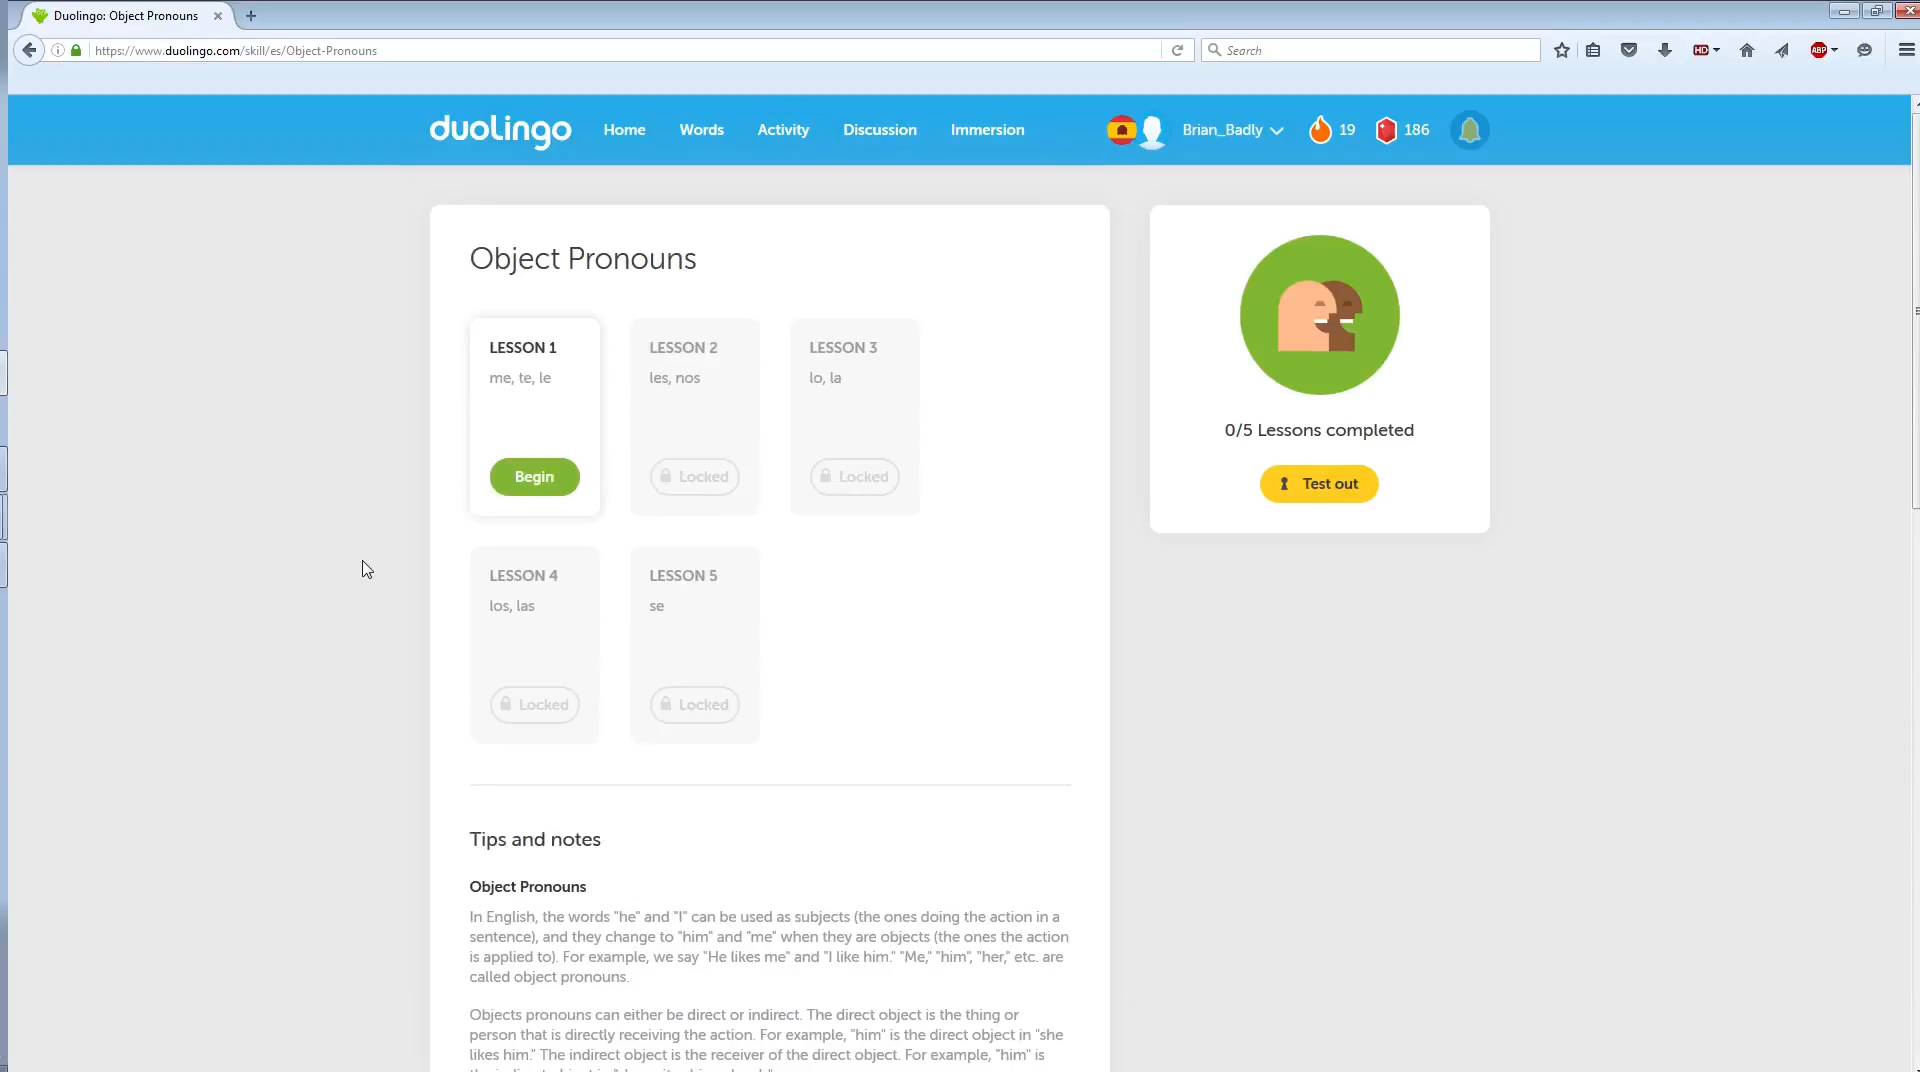 Duolingo: Object Pronouns
https://www.duolingo.com/skill/es/Object-Pronouns
Search
HD
ABP
duolingo
Home
Words
Activity
Discussion
Immersion
Brian_Badly
19
186
Object Pronouns
LESSON 1
me, te, le
Begin
LESSON 2
les, nos
Locked
LESSON 3
lo, la
Locked
LESSON 4
los, las
Locked
LESSON 5
se
Locked
0/5 Lessons completed
Test out
Tips and notes
Object Pronouns
In English, the words "he" and "I" can be used as subjects (the ones doing the action in a
sentence), and they change to "him" and "me" when they are objects (the ones the action
is applied to). For example, we say "He likes me" and "I like him." "Me," "him", "her," etc. are
called object pronouns.
Objects pronouns can either be direct or indirect. The direct object is the thing or
person that is directly receiving the action. For example, "him" is the direct object in "she
likes him." The indirect object is the receiver of the direct object. For example, "him" is